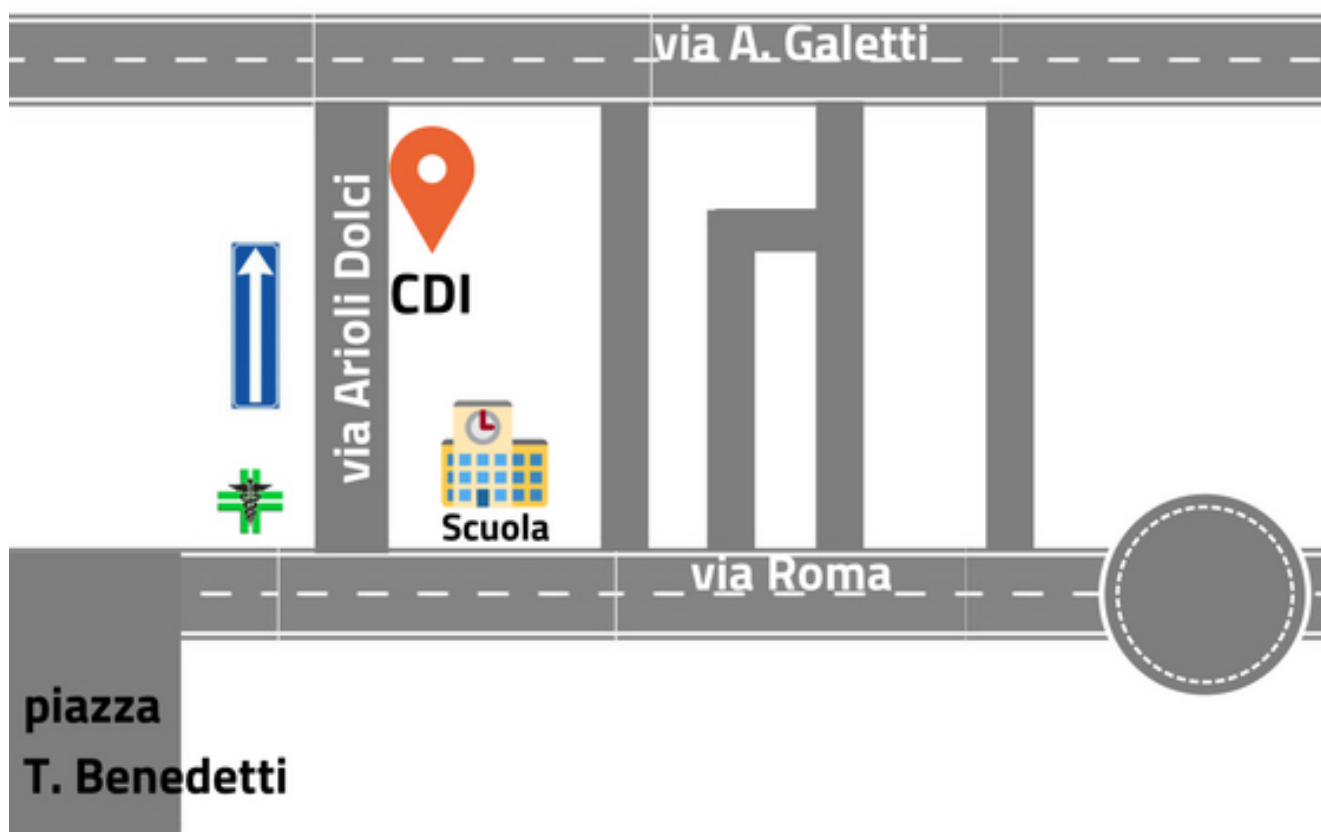 via A. Galetti
via Arioli Dolci
CDI
Scuola
via Roma
piazza
T. Benedetti